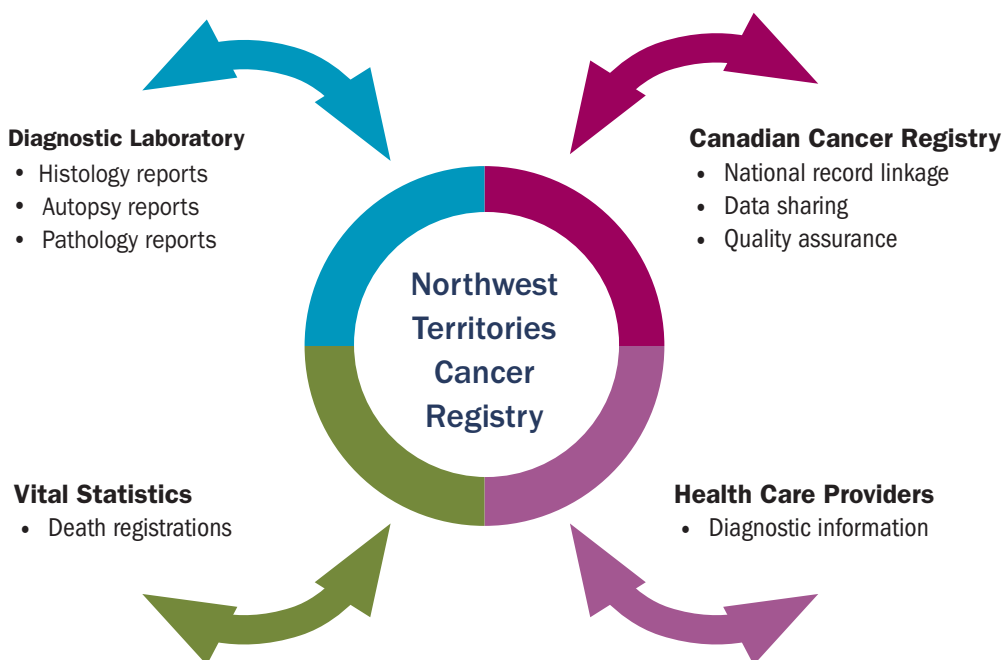 Diagnostic Laboratory
• Histology reports
• Autopsy reports
• Pathology reports
Canadian Cancer Registry
• National record linkage
• Data sharing
• Quality assurance
Northwest
Territories
Cancer
Registry
Vital Statistics
• Death registrations
Health Care Providers
• Diagnostic information